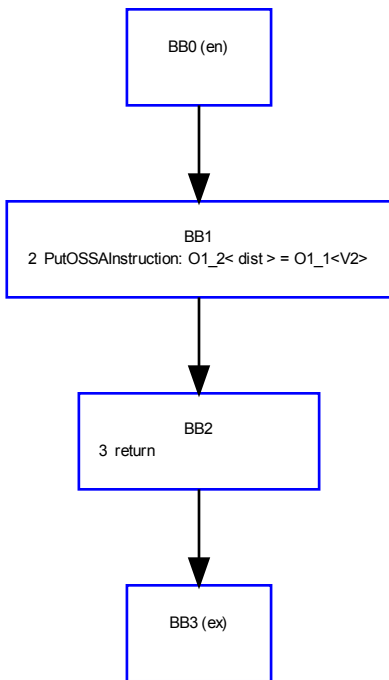 BB0 (en)
BB1
2 PutOSSAInstruction: O1_2< dist > = O1_1<V2>
BB2
3 return
BB3 (ex)